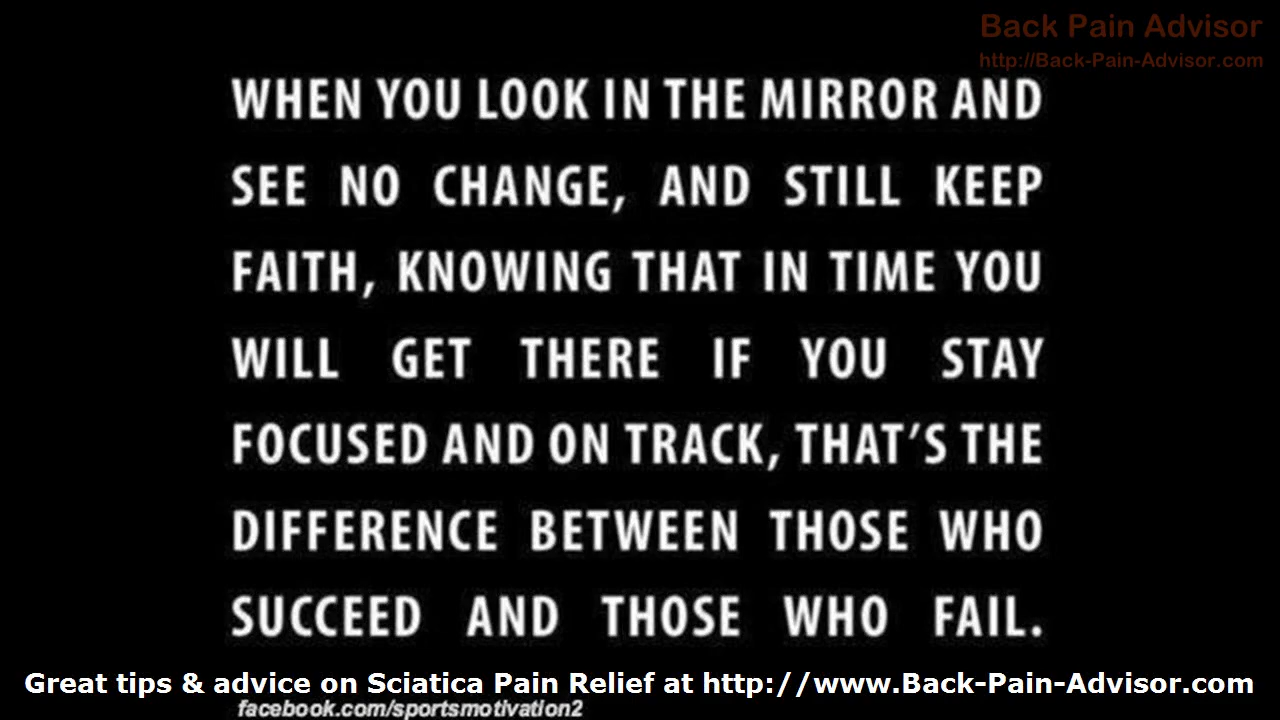 Back Pain Advisor
http://Back-Pain-Advisor.com
WHEN YOU LOOK IN THE MIRROR AND
SEE NO CHANGE, AND STILL KEEP
FAITH, KNOWING THAT IN TIME YOU
WILL GET THERE IF YOU STAY
FOCUSED AND ON TRACK, THAT'S THE
DIFFERENCE BETWEEN THOSE WHO
SUCCEED AND THOSE WHO FAIL.
Great tips & advice on Sciatica Pain Relief at http://www.Back-Pain-Advisor.com
facebook.com/sportsmotivation2